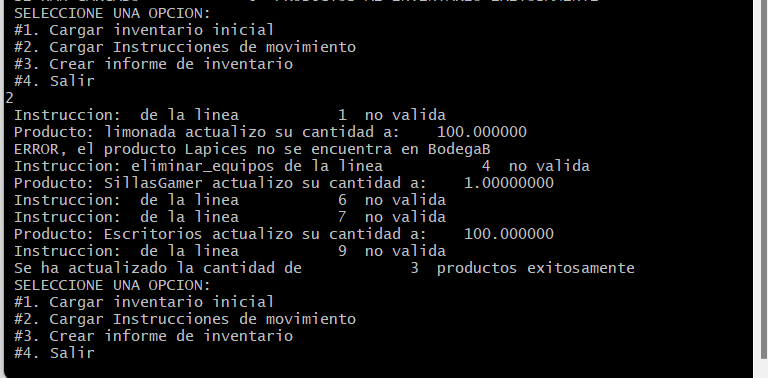 SELECCIONE UNA OPCION:
#1. Cargar inventario inicial
#2. Cargar Instrucciones de movimiento
#3. Crear informe de inventario
#4. Salir
2
Instruccion:  de la linea           1  no valida
Producto: limonada actualizo su cantidad a:    100.000000
ERROR, el producto Lapices no se encuentra en BodegaB
Instruccion: eliminar_equipos de la linea           4  no valida
Producto: SillasGamer actualizo su cantidad a:    1.00000000
Instruccion:  de la linea           6  no valida
Instruccion:  de la linea           7  no valida
Producto: Escritorios actualizo su cantidad a:    100.000000
Instruccion:  de la linea           9  no valida
Se ha actualizado la cantidad de            3  productos exitosamente
SELECCIONE UNA OPCION:
#1. Cargar inventario inicial
#2. Cargar Instrucciones de movimiento
#3. Crear informe de inventario
#4. Salir